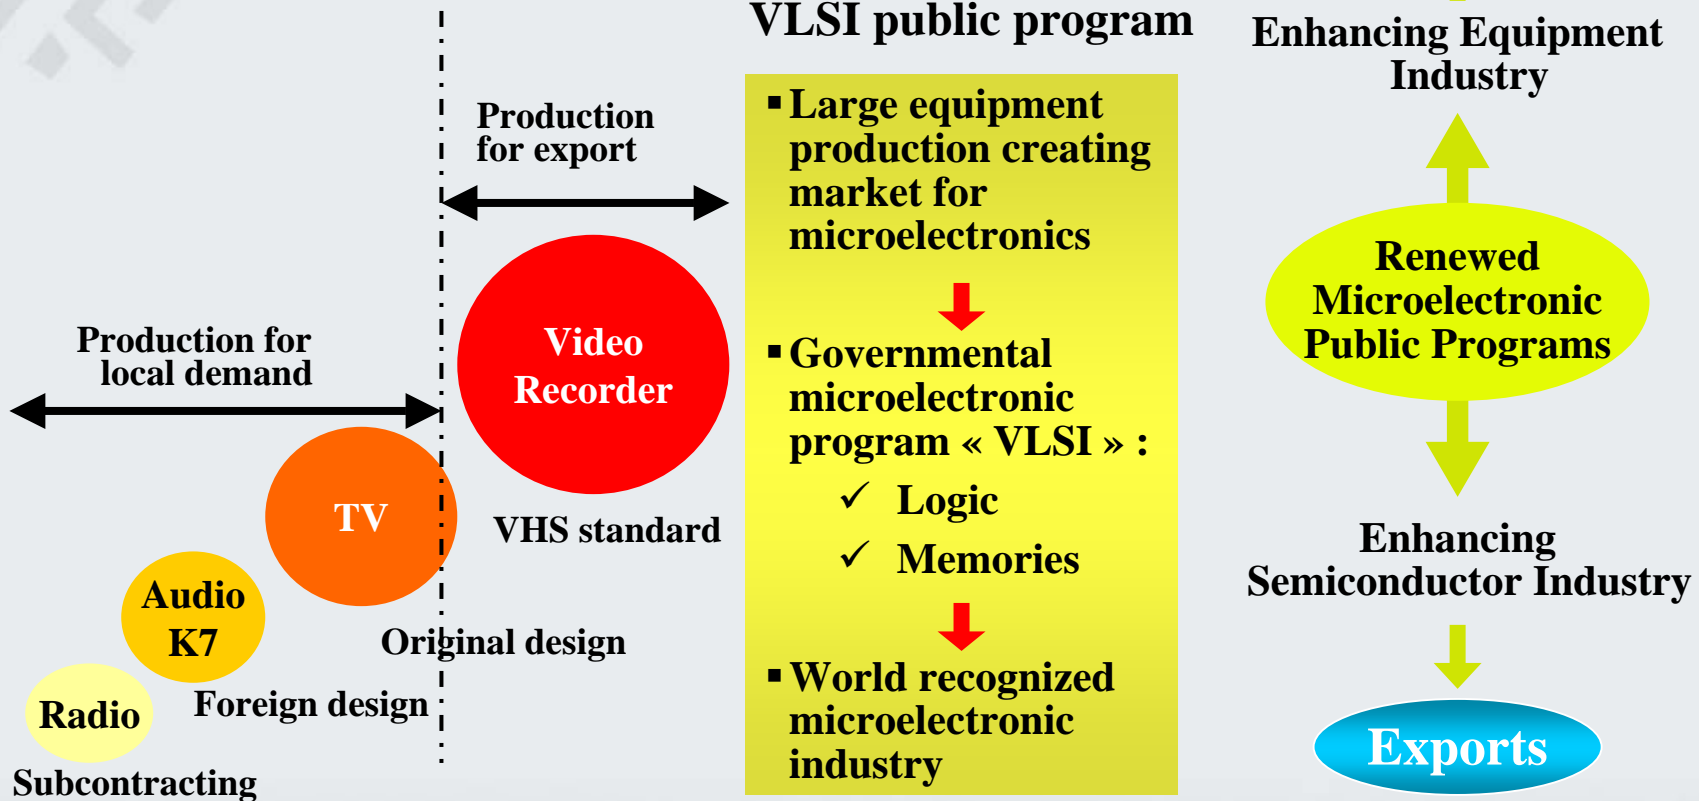 Production for
local demand
Production
for export
Video
Recorder
TV
Audio
K7
Radio
VHS standard
Original design
Foreign design
Subcontracting
VLSI public program
▪ Large equipment
production creating
market for
microelectronics
▪ Governmental
microelectronic
program « VLSI » :
✓ Logic
✓ Memories
▪ World recognized
microelectronic
industry
Enhancing Equipment
Industry
Renewed
Microelectronic
Public Programs
Enhancing
Semiconductor Industry
Exports